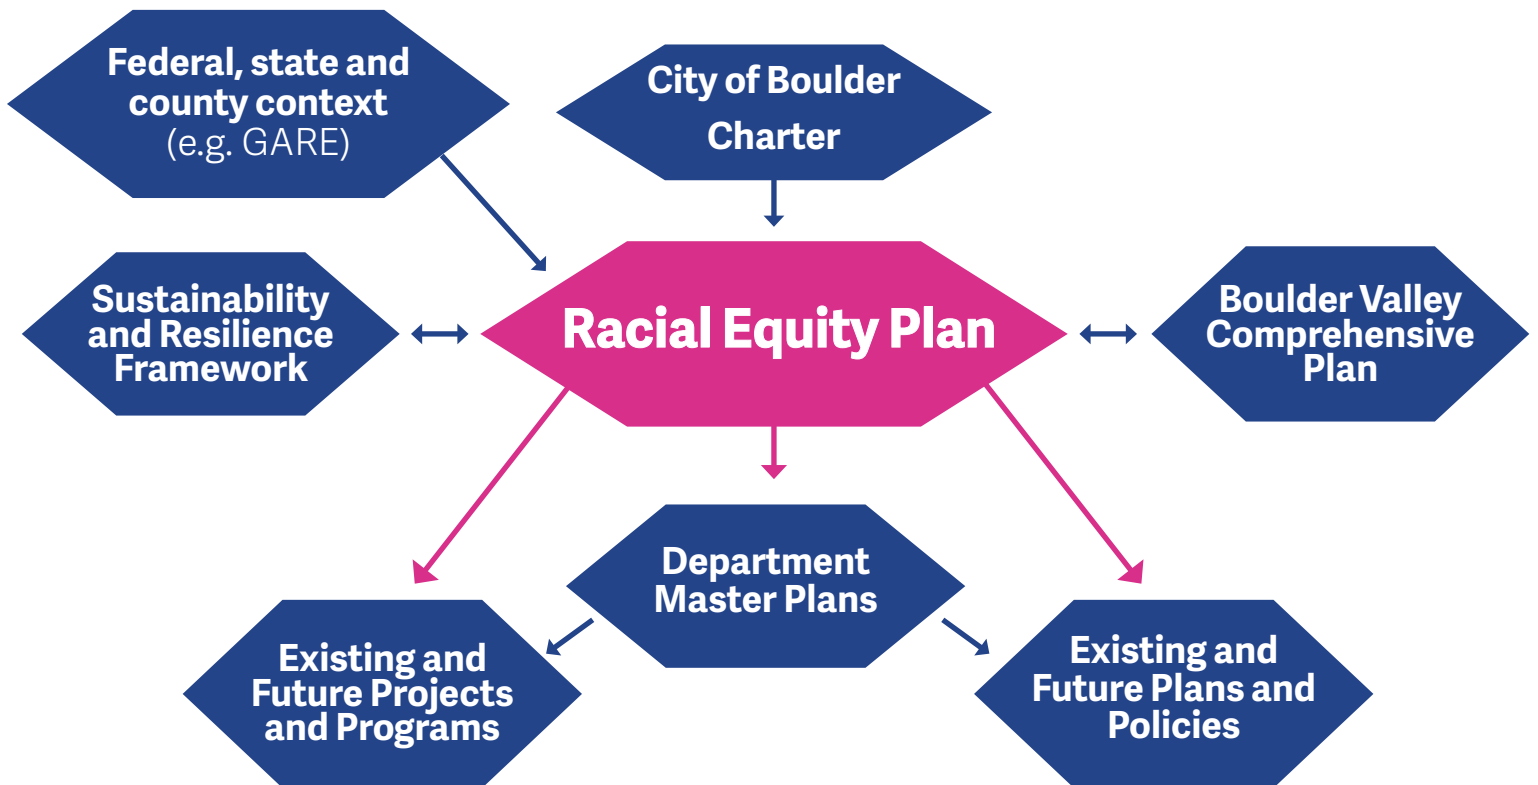 Federal, state and
county context
(e.g. GARE)
City of Boulder
Charter
Sustainability
and Resilience
Framework
Racial Equity Plan
Boulder Valley
Comprehensive
Plan
Department
Master Plans
Existing and
Future Projects
and Programs
Existing and
Future Plans and
Policies